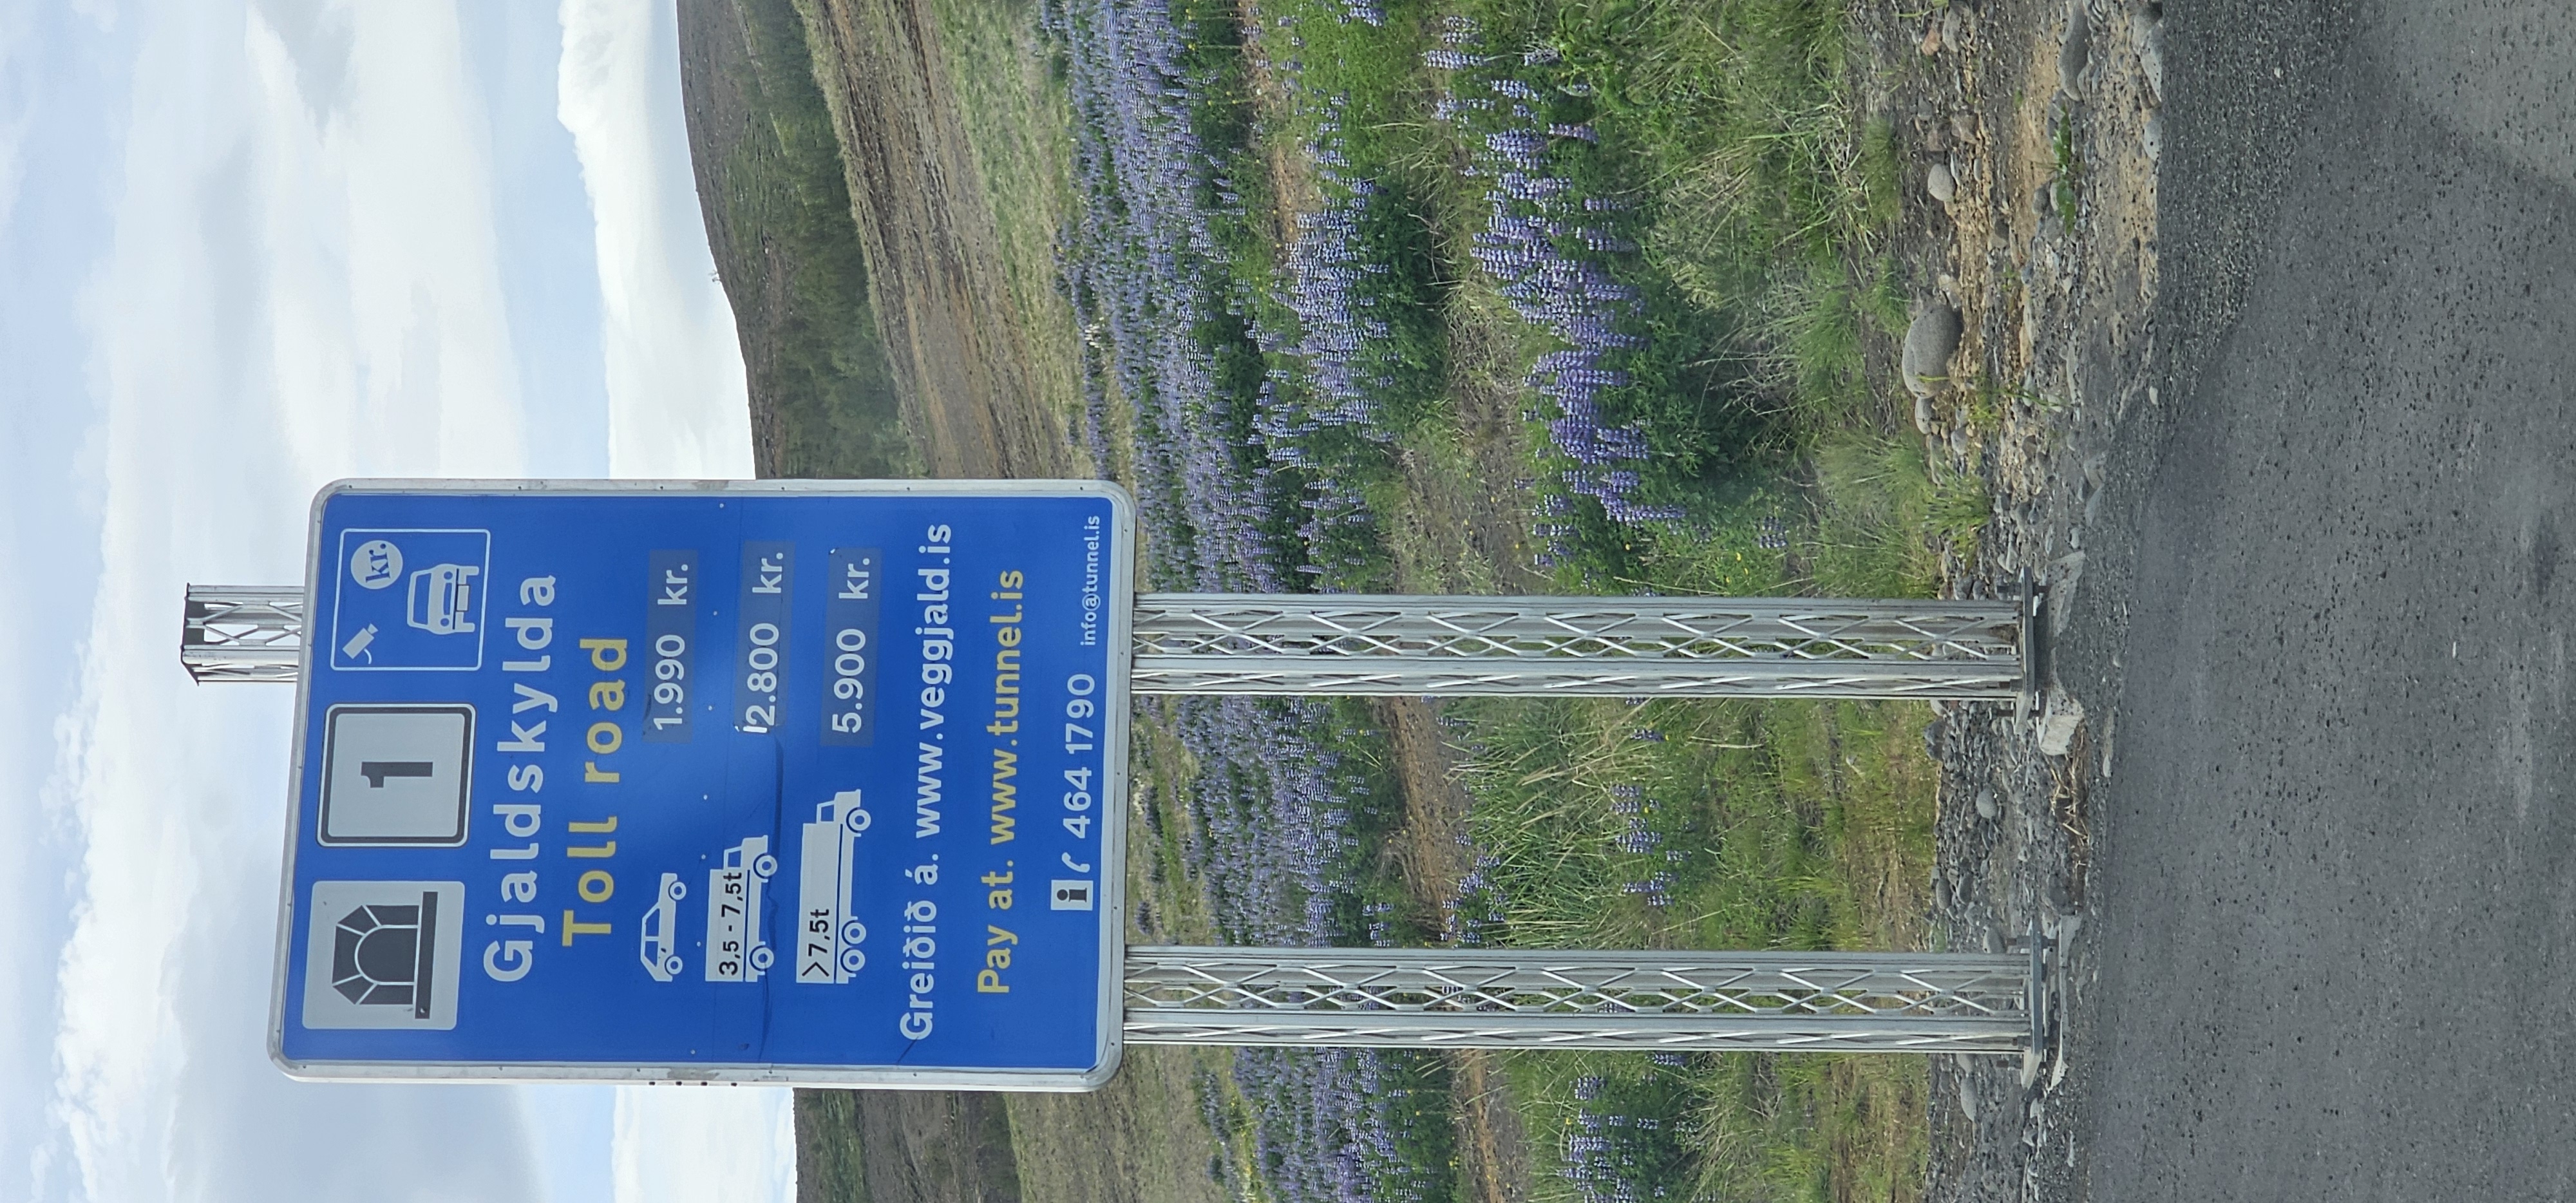 1
kr.
Gjaldskylda
Toll road
1.990 kr.
3,5 - 7,5t 2.800 kr.
>7,5t 5.900 kr.
Greiðið á. www.veggjald.is
Pay at. www.tunnel.is
i 464 1790 info@tunnel.is